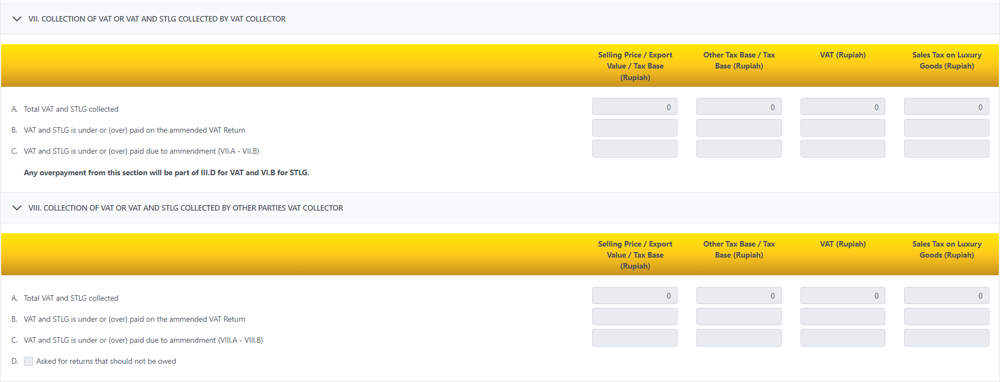 VII. COLLECTION OF VAT OR VAT AND STLG COLLECTED BY VAT COLLECTOR
Selling Price / Export Value / Tax Base (Rupiah)
Other Tax Base / Tax Base (Rupiah)
VAT (Rupiah)
Sales Tax on Luxury Goods (Rupiah)
A. Total VAT and STLG collected 0 0 0 0
B. VAT and STLG is under or (over) paid on the ammended VAT Return
C. VAT and STLG is under or (over) paid due to ammendment (VII.A - VII.B)
Any overpayment from this section will be part of III.D for VAT and VI.B for STLG.
VIII. COLLECTION OF VAT OR VAT AND STLG COLLECTED BY OTHER PARTIES VAT COLLECTOR
Selling Price / Export Value / Tax Base (Rupiah)
Other Tax Base / Tax Base (Rupiah)
VAT (Rupiah)
Sales Tax on Luxury Goods (Rupiah)
A. Total VAT and STLG collected 0 0 0 0
B. VAT and STLG is under or (over) paid on the ammended VAT Return
C. VAT and STLG is under or (over) paid due to ammendment (VIII.A - VIII.B)
D. Asked for returns that should not be owed